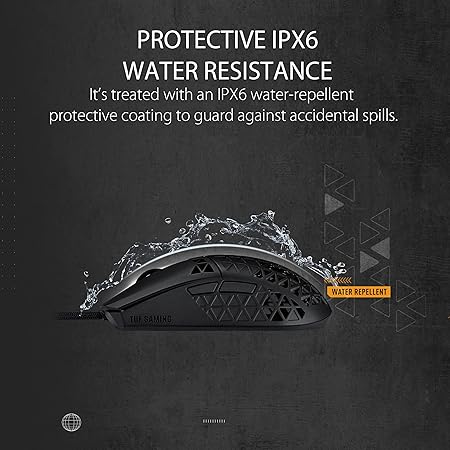 PROTECTIVE IPX6
WATER RESISTANCE
It's treated with an IPX6 water-repellent
protective coating to guard against accidental spills.
WATER REPELLENT
TUF GAMING